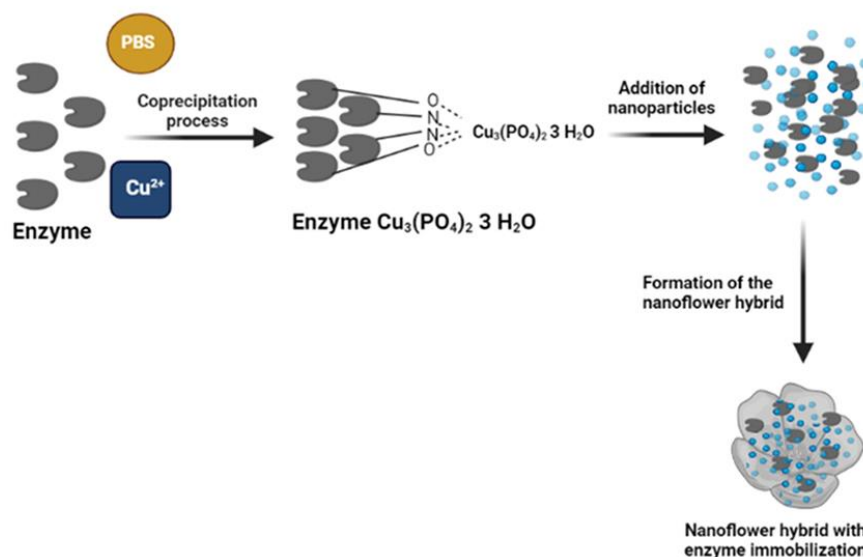 PBS
Coprecipitation
process
Cu²⁺
Enzyme
O
N
N
O
Cu₃(PO₄)₂ 3 H₂O
Enzyme Cu₃(PO₄)₂ 3 H₂O
Addition of
nanoparticles
Formation of the
nanoflower hybrid
Nanoflower hybrid with
enzyme immobilization